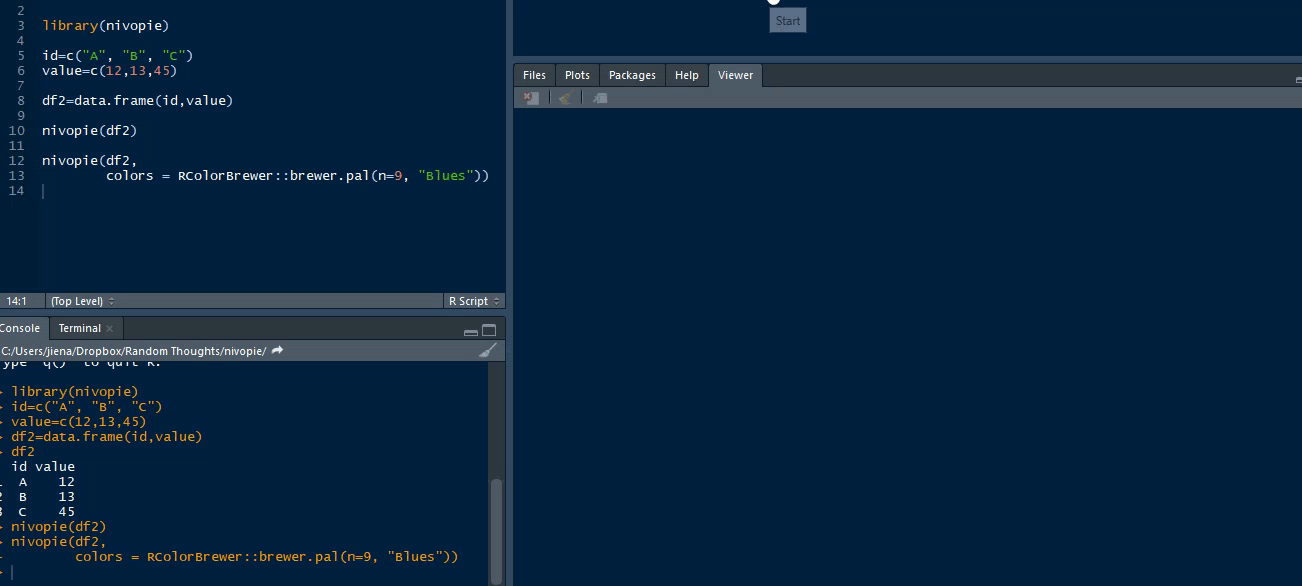 2
3 library(nivopie)
4
5 id=c("A", "B", "C")
6 value=c(12,13,45)
7
8 df2=data.frame(id,value)
9
10 nivopie(df2)
11
12 nivopie(df2,
13 colors = RColorBrewer::brewer.pal(n=9, "Blues"))
14
14:1 (Top Level) R Script
Console Terminal
C:/Users/jiena/Dropbox/Random Thoughts/nivopie/
to quit R.
> library(nivopie)
> id=c("A", "B", "C")
> value=c(12,13,45)
> df2=data.frame(id,value)
> df2
id value
A 12
2 B 13
3 C 45
> nivopie(df2)
> nivopie(df2,
colors = RColorBrewer::brewer.pal(n=9, "Blues"))
>
Start
Files Plots Packages Help Viewer